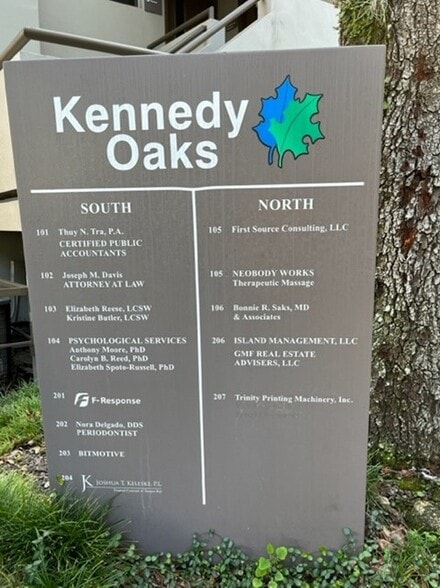 Kennedy
Oaks
SOUTH
101 Thuy N. Tra, P.A.
CERTIFIED PUBLIC
ACCOUNTANTS
102 Joseph M. Davis
ATTORNEY AT LAW
103 Elizabeth Reese, LCSW
Kristine Butler, LCSW
104 PSYCHOLOGICAL SERVICES
Anthony Moore, PhD
Carolyn B. Reed, PhD
Elizabeth Spoto-Russell, PhD
201 F-Response
202 Nora Delgado, DDS
PERIODONTIST
203 BITMOTIVE
204 JK JOSHUA T. KELESKE, P.L.
NORTH
105 First Source Consulting, LLC
105 NEOBODY WORKS
Therapeutic Massage
106 Bonnie R. Saks, MD
& Associates
206 ISLAND MANAGEMENT, LLC
GMF REAL ESTATE
ADVISERS, LLC
207 Trinity Printing Machinery, Inc.